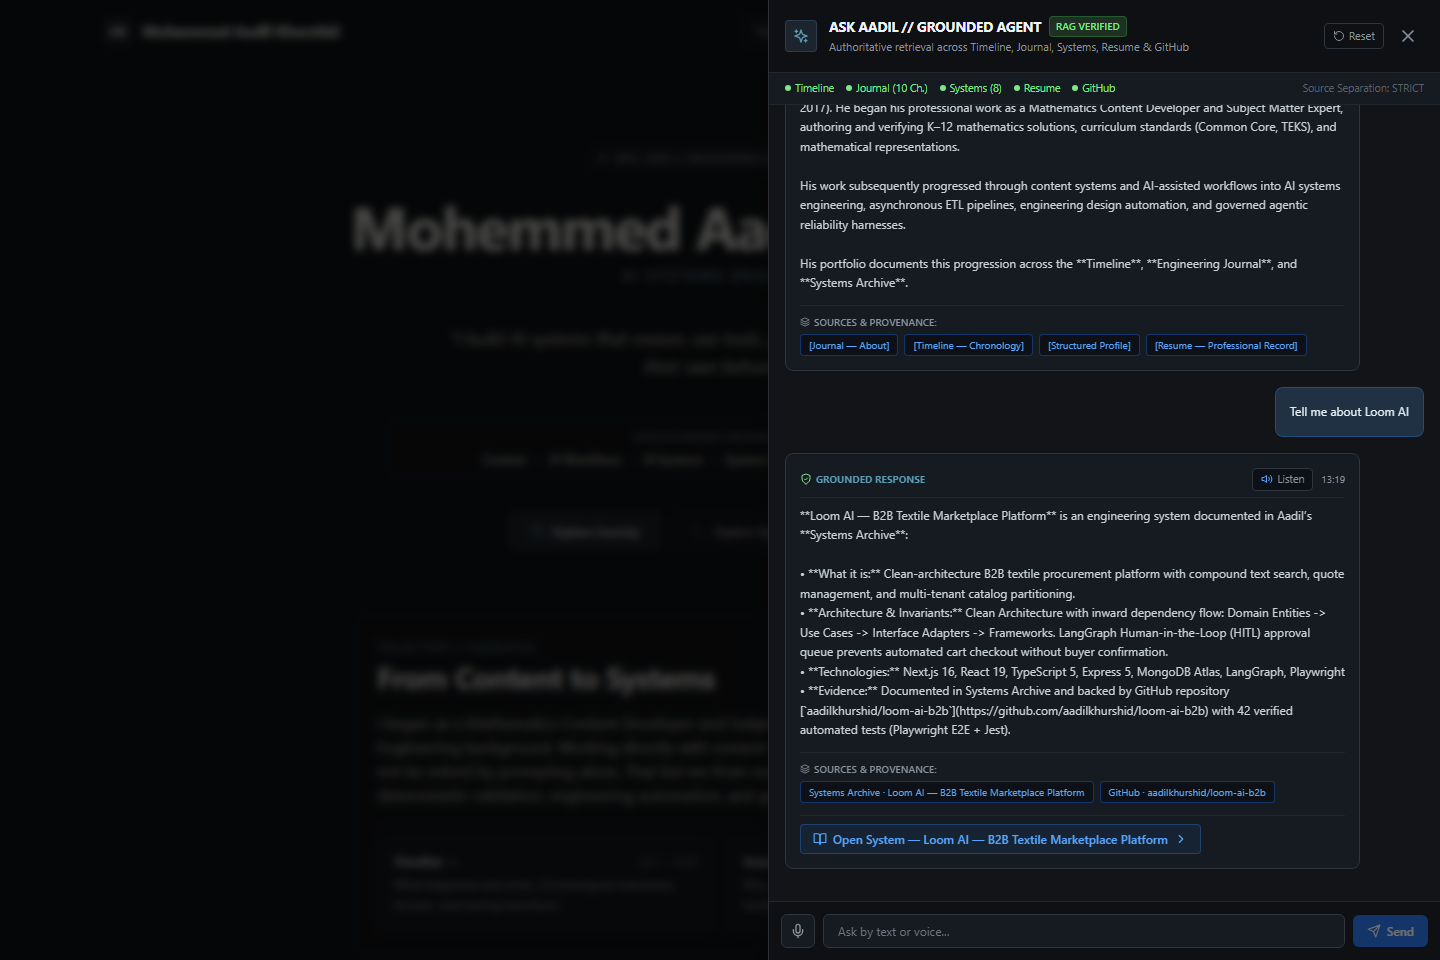 Mohammed Aadil Khurshid
Mohemmed Aa
From Content to Systems
ASK AADIL // GROUNDED AGENT
RAG VERIFIED
Authoritative retrieval across Timeline, Journal, Systems, Resume & GitHub
Reset
Timeline
Journal (10 Ch.)
Systems (8)
Resume
GitHub
Source Separation: STRICT
2017). He began his professional work as a Mathematics Content Developer and Subject Matter Expert,
authoring and verifying K–12 mathematics solutions, curriculum standards (Common Core, TEKS), and
mathematical representations.
His work subsequently progressed through content systems and AI-assisted workflows into AI systems
engineering, asynchronous ETL pipelines, engineering design automation, and governed agentic
reliability harnesses.
His portfolio documents this progression across the **Timeline**, **Engineering Journal**, and
**Systems Archive**.
SOURCES & PROVENANCE:
[Journal — About]
[Timeline — Chronology]
[Structured Profile]
[Resume — Professional Record]
Tell me about Loom AI
GROUNDED RESPONSE
Listen
13:19
**Loom AI — B2B Textile Marketplace Platform** is an engineering system documented in Aadil’s
**Systems Archive**:
• **What it is:** Clean-architecture B2B textile procurement platform with compound text search, quote
management, and multi-tenant catalog partitioning.
• **Architecture & Invariants:** Clean Architecture with inward dependency flow: Domain Entities ->
Use Cases -> Interface Adapters -> Frameworks. LangGraph Human-in-the-Loop (HITL) approval
queue prevents automated cart checkout without buyer confirmation.
• **Technologies:** Next.js 16, React 19, TypeScript 5, Express 5, MongoDB Atlas, LangGraph, Playwright
• **Evidence:** Documented in Systems Archive and backed by GitHub repository
[`aadilkhurshid/loom-ai-b2b`](https://github.com/aadilkhurshid/loom-ai-b2b) with 42 verified
automated tests (Playwright E2E + Jest).
SOURCES & PROVENANCE:
Systems Archive · Loom AI — B2B Textile Marketplace Platform
GitHub · aadilkhurshid/loom-ai-b2b
Open System — Loom AI — B2B Textile Marketplace Platform
Ask by text or voice...
Send